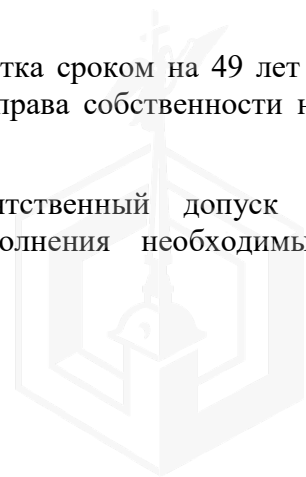 тка сроком на 49 лет
права собственности н
итственный допуск
олнения необходимы